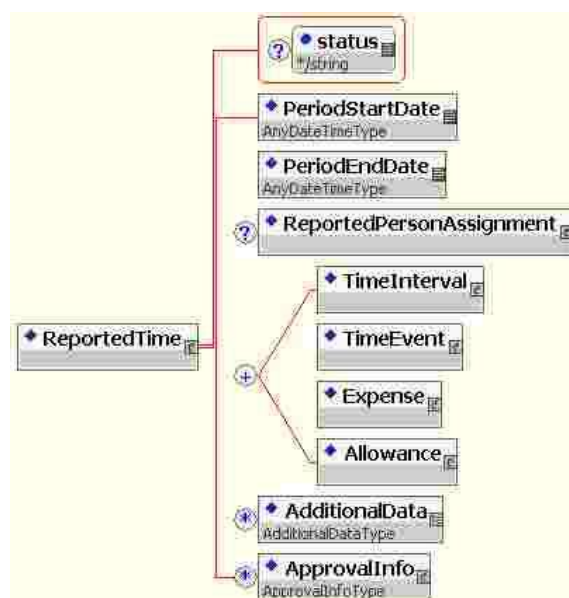 ?
status
*/string
PeriodStartDate
AnyDateTimeType
PeriodEndDate
AnyDateTimeType
?
ReportedPersonAssignment
TimeInterval
ReportedTime
TimeEvent
+
Expense
Allowance
*
AdditionalData
AdditionalDataType
*
ApprovalInfo
ApprovalInfoType